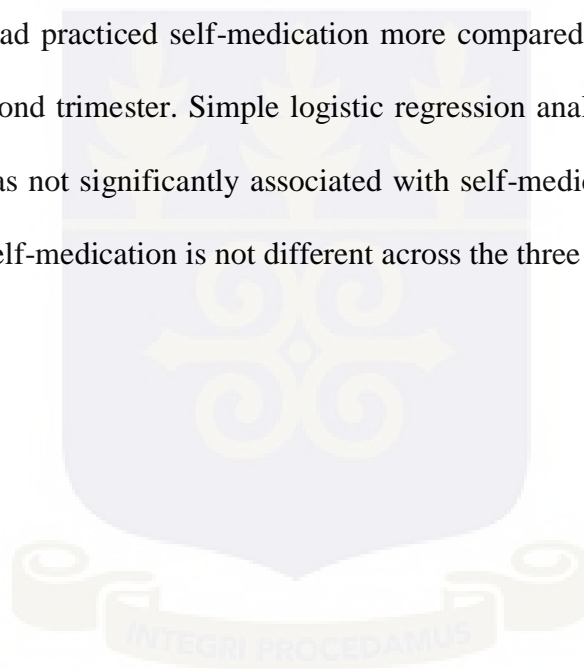 ad practiced self-medication more compared
ond trimester. Simple logistic regression anal
as not significantly associated with self-medic
elf-medication is not different across the three
INTEGRI PROCEDAMUS